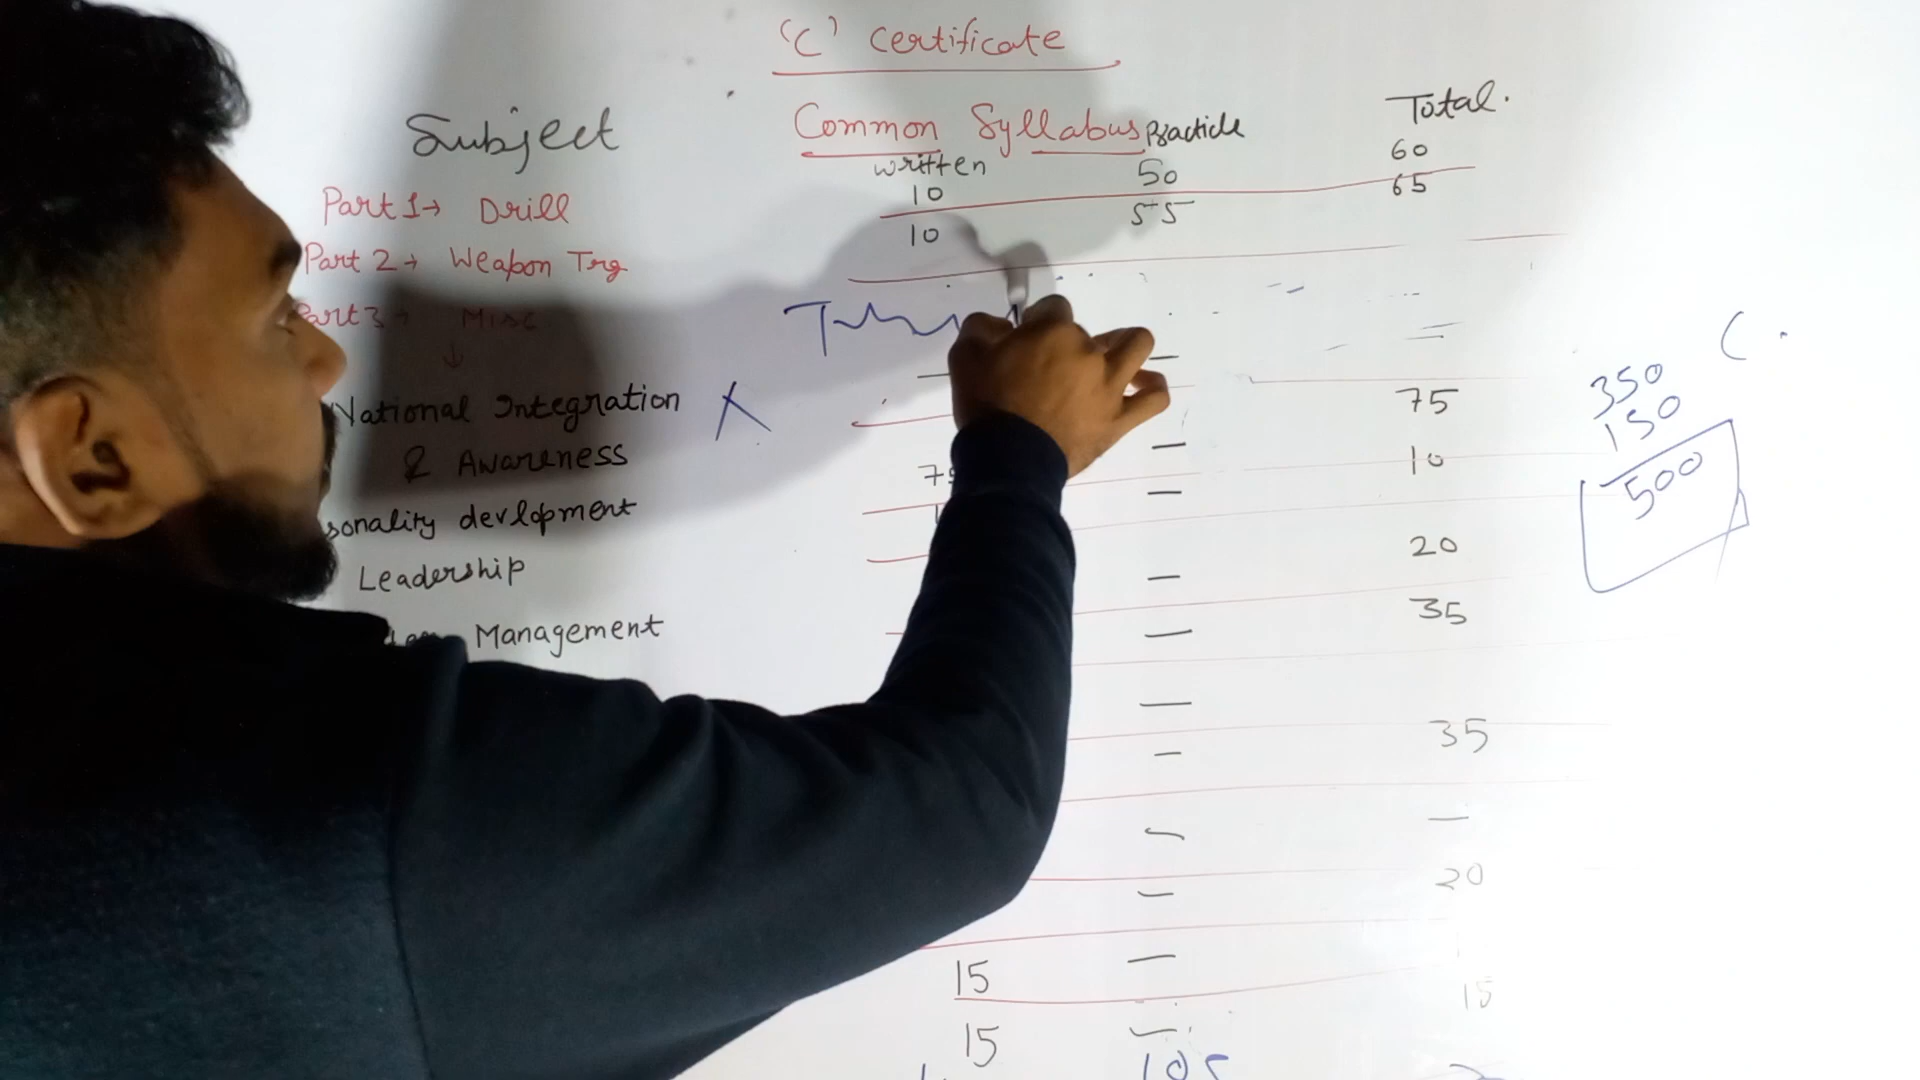 'C' Certificate
Subject Common Syllabus Practicle Total.
written 50 60
Part 1→ Drill 10 55 65
Part 2→ Weapon Trg 10
Part 3→ Misc
National Integration 75
& Awareness 10
sonality devlopment
Leadership 20
Management 35
35
20
15
15
15
105
350
150
500
C.